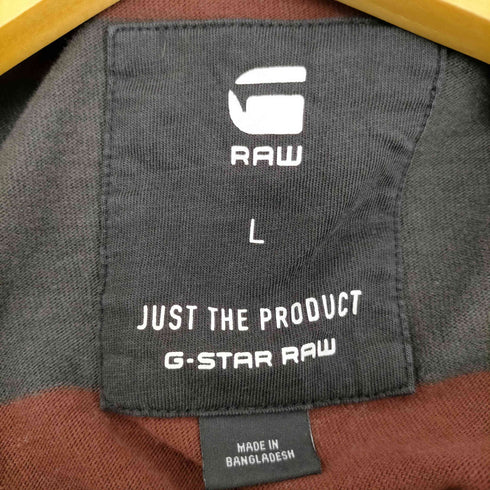 RAW
L
JUST THE PRODUCT
G-STAR RAW
MADE IN
BANGLADESH